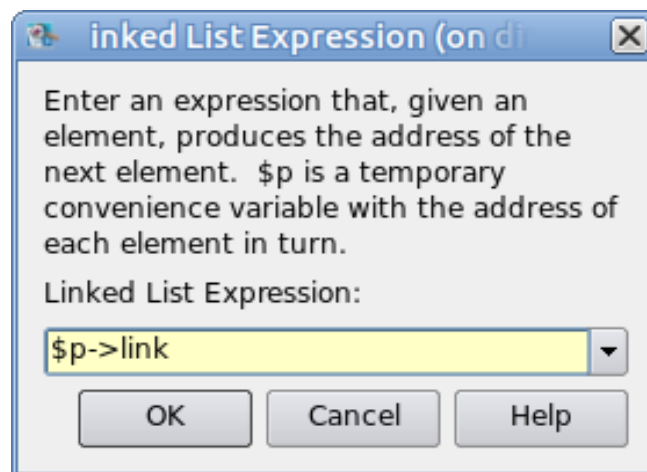 inked List Expression (on di
Enter an expression that, given an
element, produces the address of the
next element. $p is a temporary
convenience variable with the address of
each element in turn.
Linked List Expression:
$p->link
OK Cancel Help